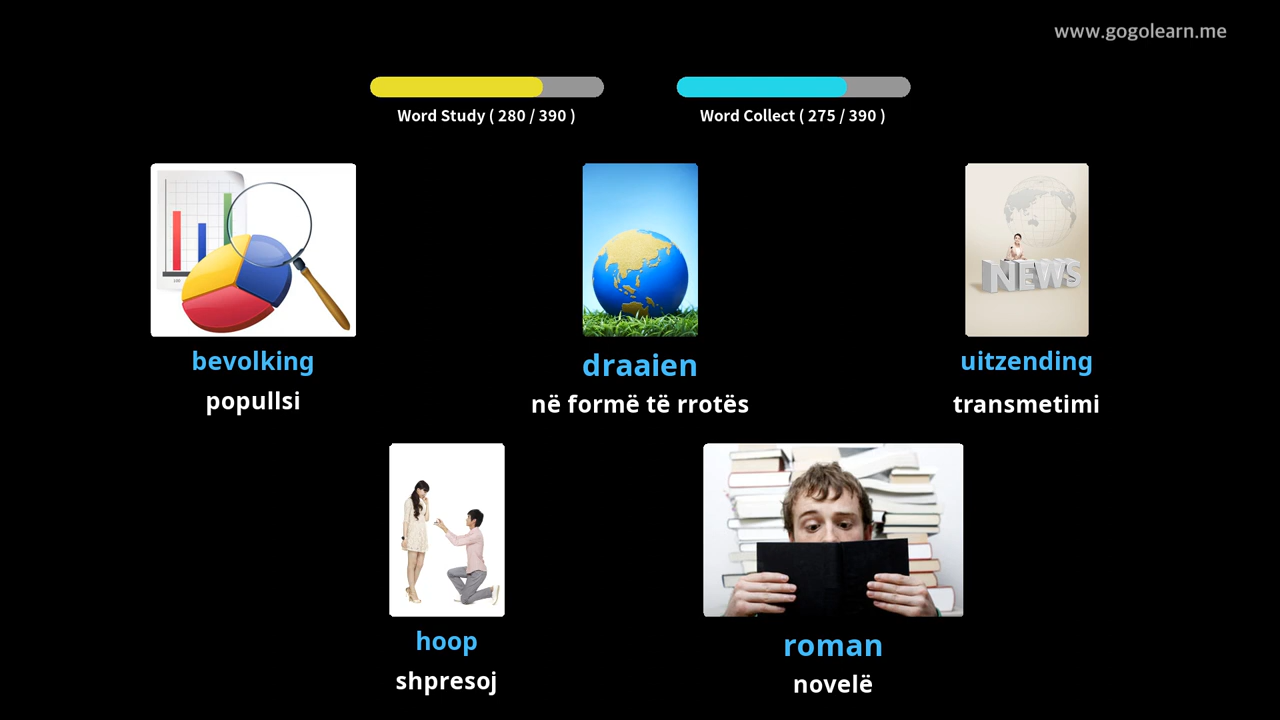 www.gogolearn.me
Word Study ( 280 / 390 )
Word Collect ( 275 / 390 )
NEWS
bevolking
popullsi
draaien
në formë të rrotës
uitzending
transmetimi
hoop
shpresoj
roman
novelë